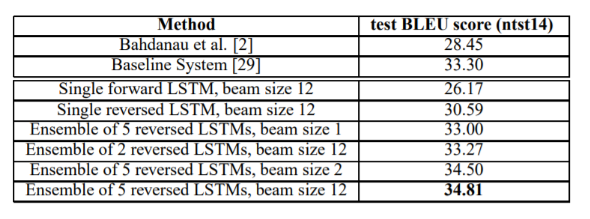 Method test BLEU score (ntst14)
Bahdanau et al. [2] 28.45
Baseline System [29] 33.30
Single forward LSTM, beam size 12 26.17
Single reversed LSTM, beam size 12 30.59
Ensemble of 5 reversed LSTMs, beam size 1 33.00
Ensemble of 2 reversed LSTMs, beam size 12 33.27
Ensemble of 5 reversed LSTMs, beam size 2 34.50
Ensemble of 5 reversed LSTMs, beam size 12 34.81